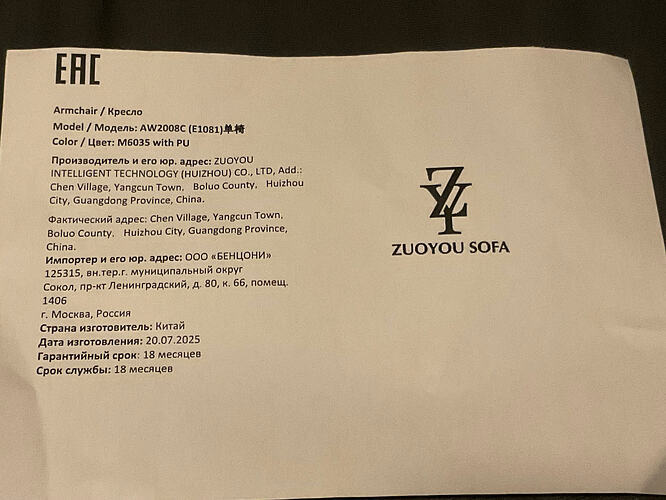 EAC
Armchair / Кресло
Model / Модель: AW2008C (E1081)单椅
Color / Цвет: M6035 with PU
Производитель и его юр. адрес: ZUOYOU
INTELLIGENT TECHNOLOGY (HUIZHOU) CO., LTD, Add.:
Chen Village, Yangcun Town, Boluo County, Huizhou
City, Guangdong Province, China.
Фактический адрес: Chen Village, Yangcun Town,
Boluo County, Huizhou City, Guangdong Province,
China.
Импортер и его юр. адрес: ООО «БЕНЦОНИ»
125315, вн.тер.г. муниципальный округ
Сокол, пр-кт Ленинградский, д. 80, к. 66, помещ.
1406
г. Москва, Россия
Страна изготовитель: Китай
Дата изготовления: 20.07.2025
Гарантийный срок: 18 месяцев
Срок службы: 18 месяцев
ZY
ZUOYOU SOFA